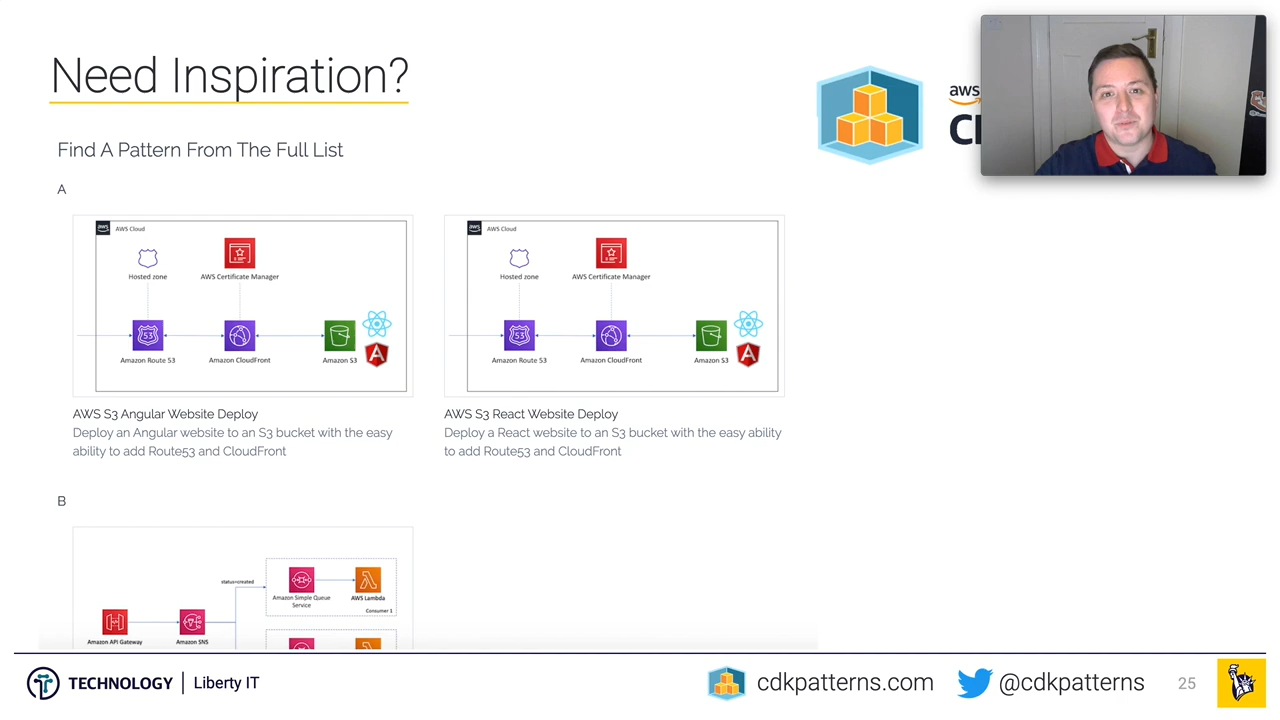 Need Inspiration?
aws
Find A Pattern From The Full List
A
aws AWS Cloud
Hosted zone
AWS Certificate Manager
53
Amazon Route 53
Amazon CloudFront
Amazon S3
A
AWS S3 Angular Website Deploy
Deploy an Angular website to an S3 bucket with the easy
ability to add Route53 and CloudFront
aws AWS Cloud
Hosted zone
AWS Certificate Manager
53
Amazon Route 53
Amazon CloudFront
Amazon S3
A
AWS S3 React Website Deploy
Deploy a React website to an S3 bucket with the easy ability
to add Route53 and CloudFront
B
status=created
Amazon Simple Queue
Service
AWS Lambda
Consumer 1
Amazon API Gateway
Amazon SNS
TECHNOLOGY | Liberty IT
cdkpatterns.com
@cdkpatterns
25